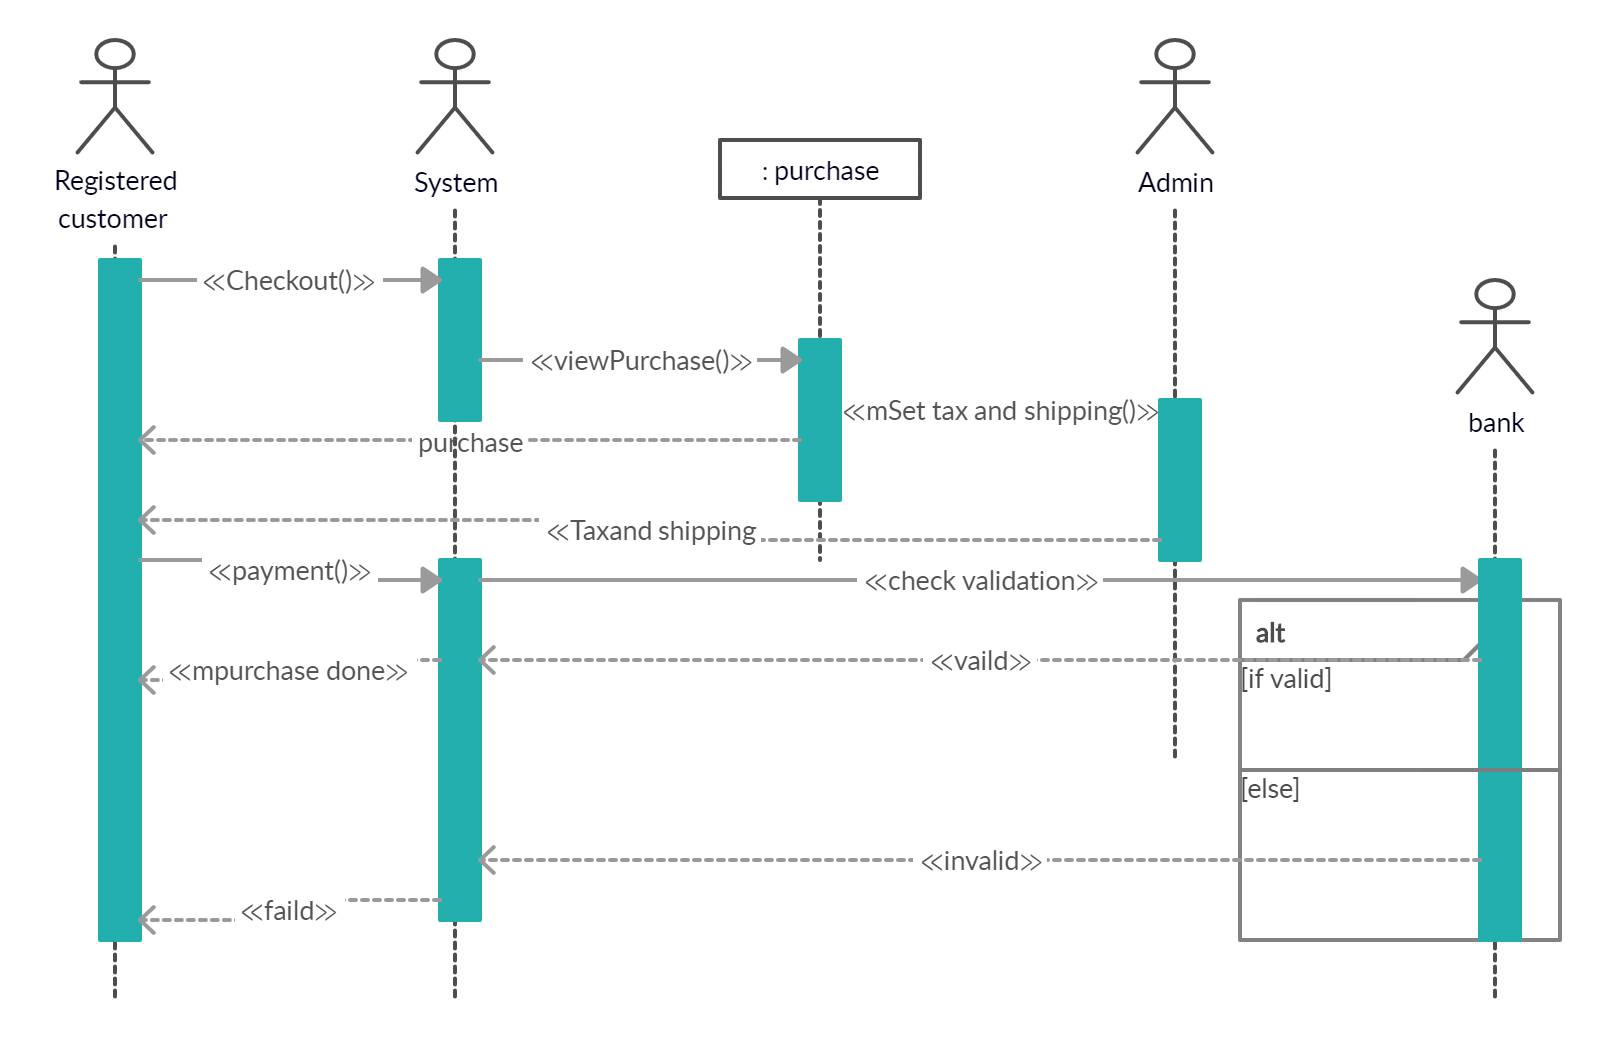 Registered
customer
System
: purchase
Admin
bank
<<Checkout()>>
<<viewPurchase()>>
<<mSet tax and shipping()>>
purchase
<<Taxand shipping
<<payment()>>
<<check validation>>
alt
<<mpurchase done>>
<<vaild>>
[if valid]
[else]
<<invalid>>
<<faild>>